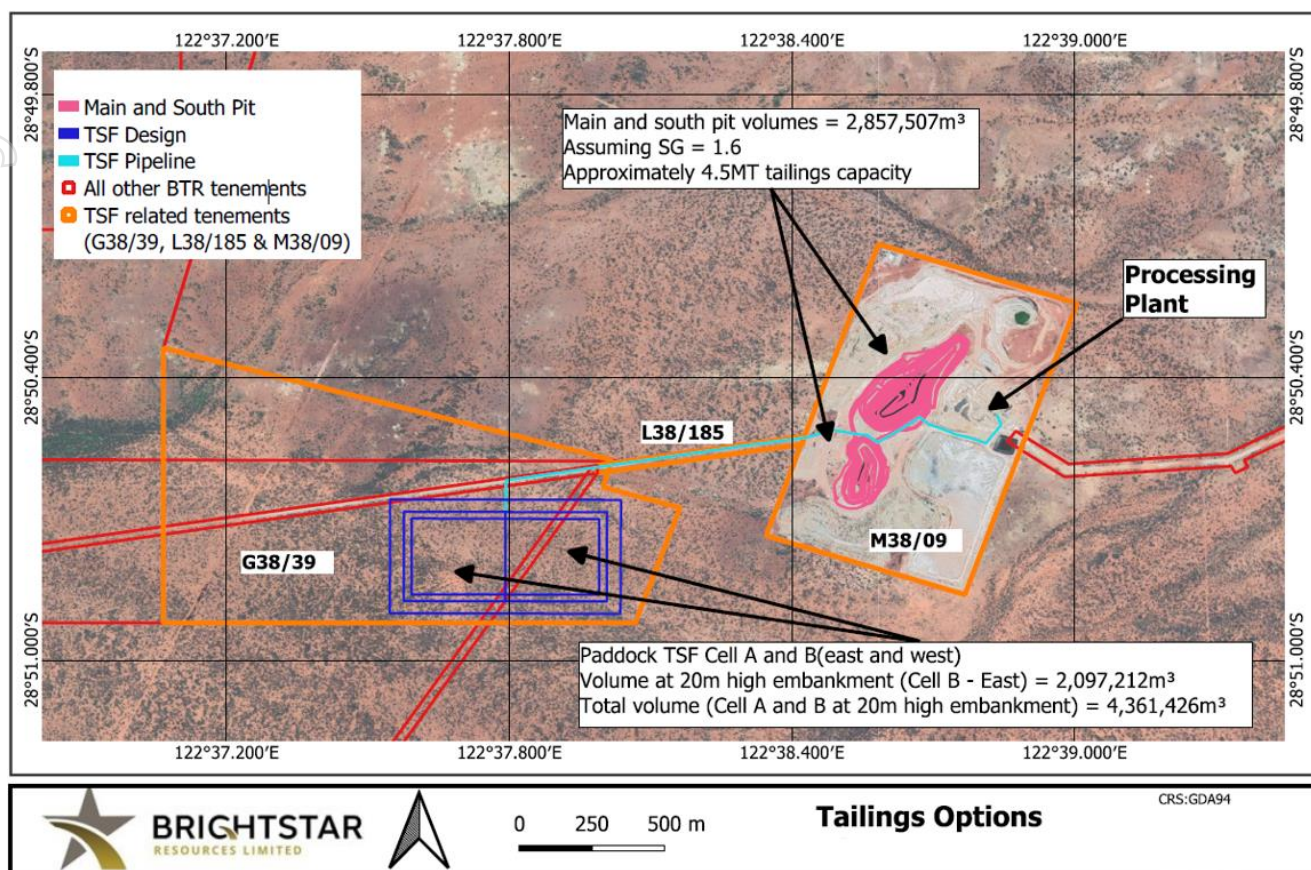 122°37.200'E 122°37.800'E 122°38.400'E 122°39.000'E
28°49.800'S
28°49.800'S
Main and South Pit
TSF Design
TSF Pipeline
All other BTR tenements
TSF related tenements
(G38/39, L38/185 & M38/09)
Main and south pit volumes = 2,857,507m³
Assuming SG = 1.6
Approximately 4.5MT tailings capacity
Processing
Plant
28°50.400'S
28°50.400'S
L38/185
M38/09
G38/39
28°51.000'S
28°51.000'S
Paddock TSF Cell A and B(east and west)
Volume at 20m high embankment (Cell B - East) = 2,097,212m³
Total volume (Cell A and B at 20m high embankment) = 4,361,426m³
122°37.200'E 122°37.800'E 122°38.400'E 122°39.000'E
BRIGHTSTAR
RESOURCES LIMITED
0 250 500 m
Tailings Options
CRS:GDA94